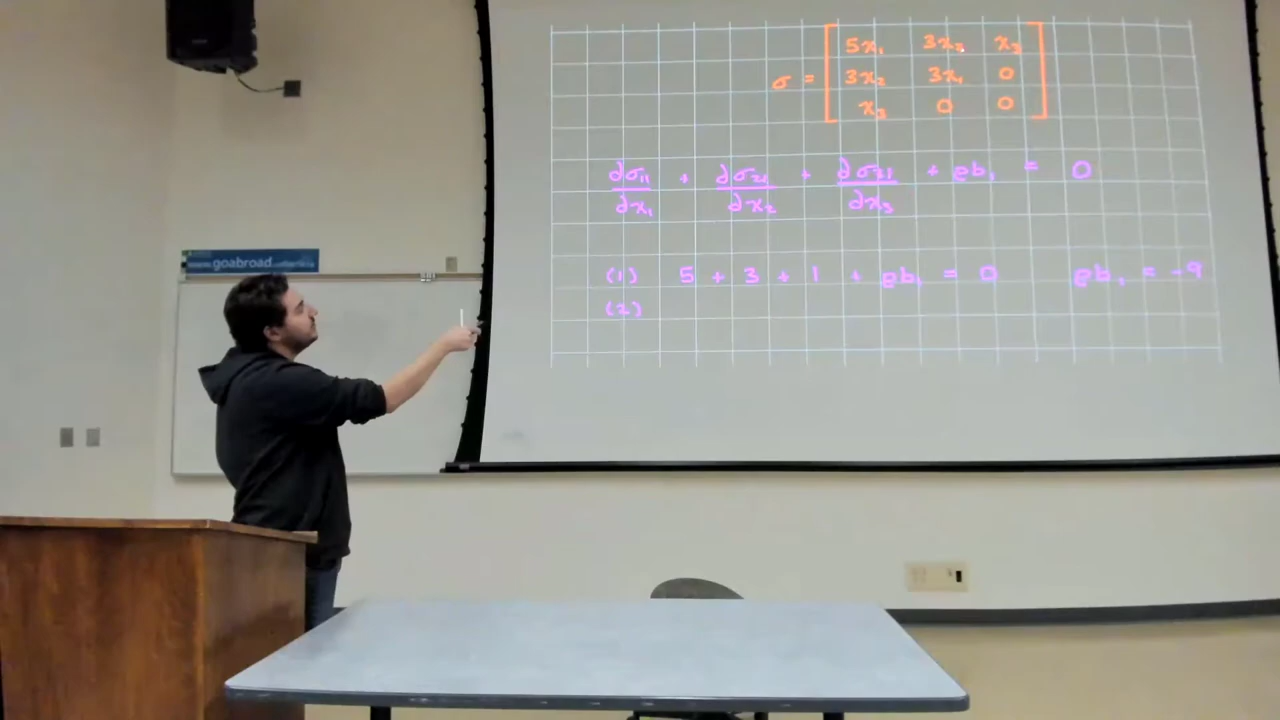 σ = [ 5x₁ 3x₂ x₃
3x₂ 3x₁ 0
x₃ 0 0 ]
∂σ₁₁/∂x₁ + ∂σ₂₁/∂x₂ + ∂σ₃₁/∂x₃ + ρb₁ = 0
goabroad
(1) 5 + 3 + 1 + ρb₁ = 0 ρb₁ = -9
(2)